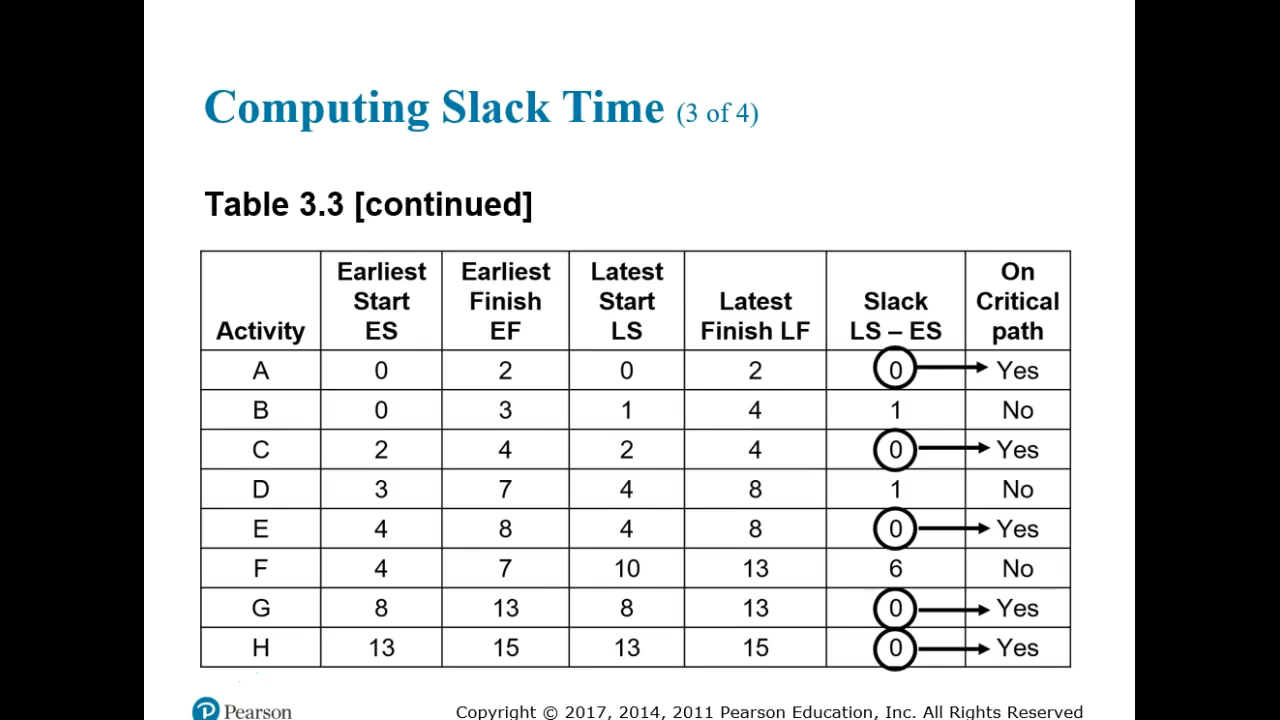 Computing Slack Time (3 of 4)
Table 3.3 [continued]
Activity Earliest Start ES Earliest Finish EF Latest Start LS Latest Finish LF Slack LS – ES On Critical path
A 0 2 0 2 0 Yes
B 0 3 1 4 1 No
C 2 4 2 4 0 Yes
D 3 7 4 8 1 No
E 4 8 4 8 0 Yes
F 4 7 10 13 6 No
G 8 13 8 13 0 Yes
H 13 15 13 15 0 Yes
P Pearson
Copyright © 2017, 2014, 2011 Pearson Education, Inc. All Rights Reserved